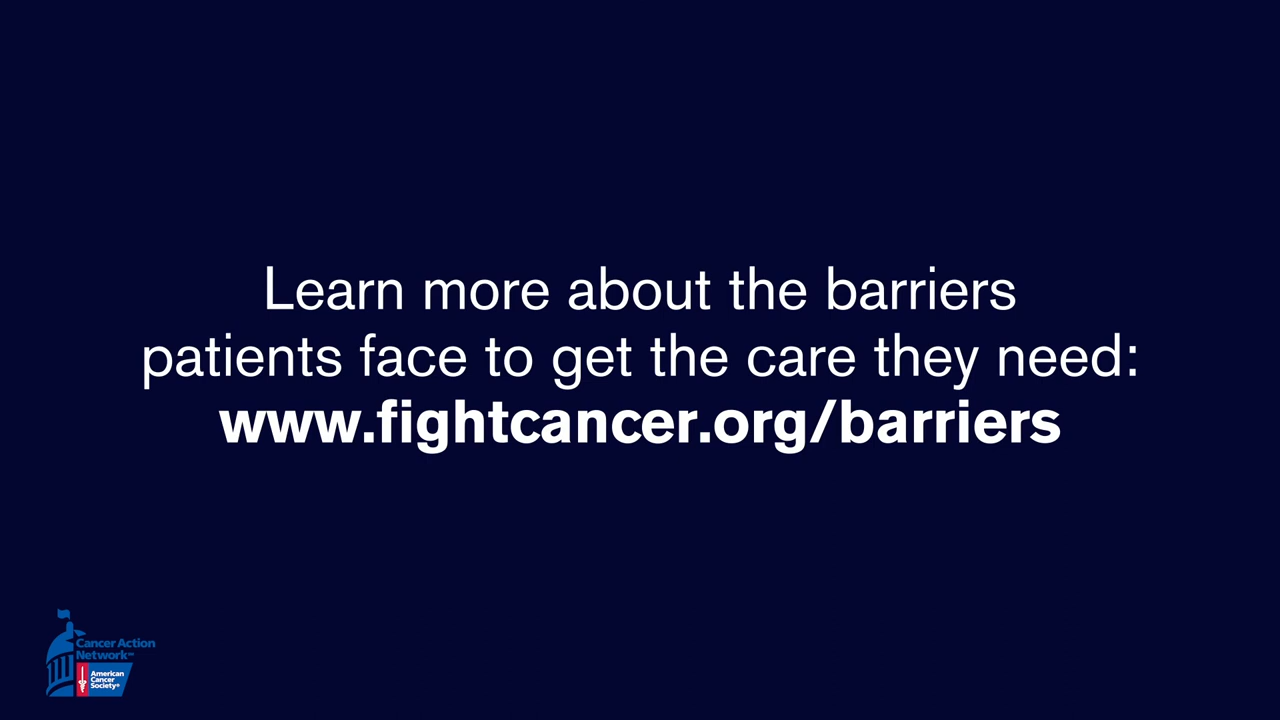 Learn more about the barriers
patients face to get the care they need:
www.fightcancer.org/barriers
Cancer Action
Network℠
American
Cancer
Society®